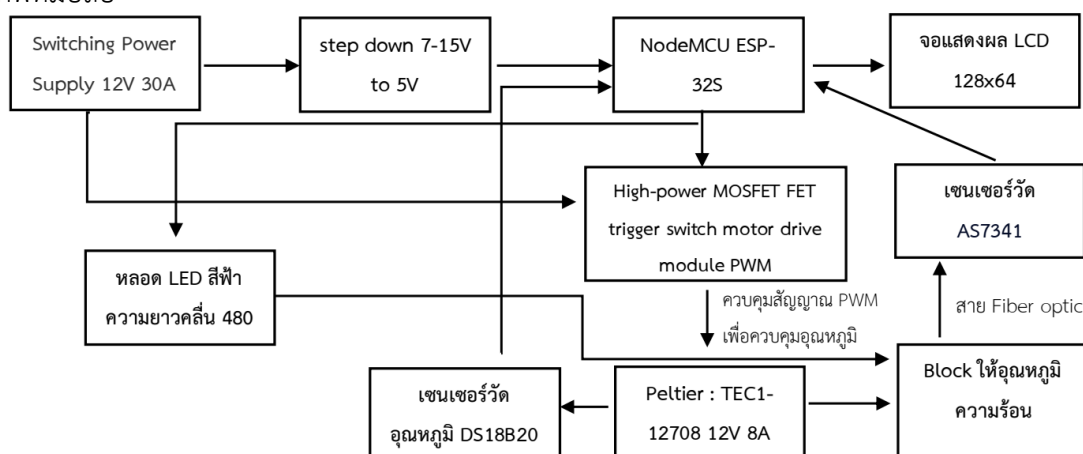 Switching Power
Supply 12V 30A
step down 7-15V
to 5V
NodeMCU ESP-
32S
จอแสดงผล LCD
128x64
High-power MOSFET FET
trigger switch motor drive
module PWM
เซนเซอร์วัด
AS7341
หลอด LED สีฟ้า
ความยาวคลื่น 480
ควบคุมสัญญาณ PWM
เพื่อควบคุมอุณหภูมิ
สาย Fiber optic
เซนเซอร์วัด
อุณหภูมิ DS18B20
Peltier : TEC1-
12708 12V 8A
Block ให้อุณหภูมิ
ความร้อน